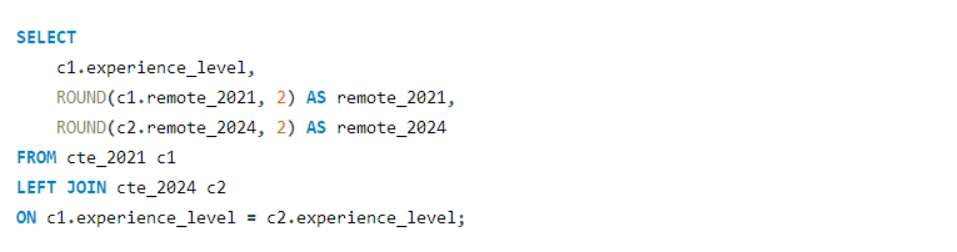 SELECT
    c1.experience_level,
    ROUND(c1.remote_2021, 2) AS remote_2021,
    ROUND(c2.remote_2024, 2) AS remote_2024
FROM cte_2021 c1
LEFT JOIN cte_2024 c2
ON c1.experience_level = c2.experience_level;